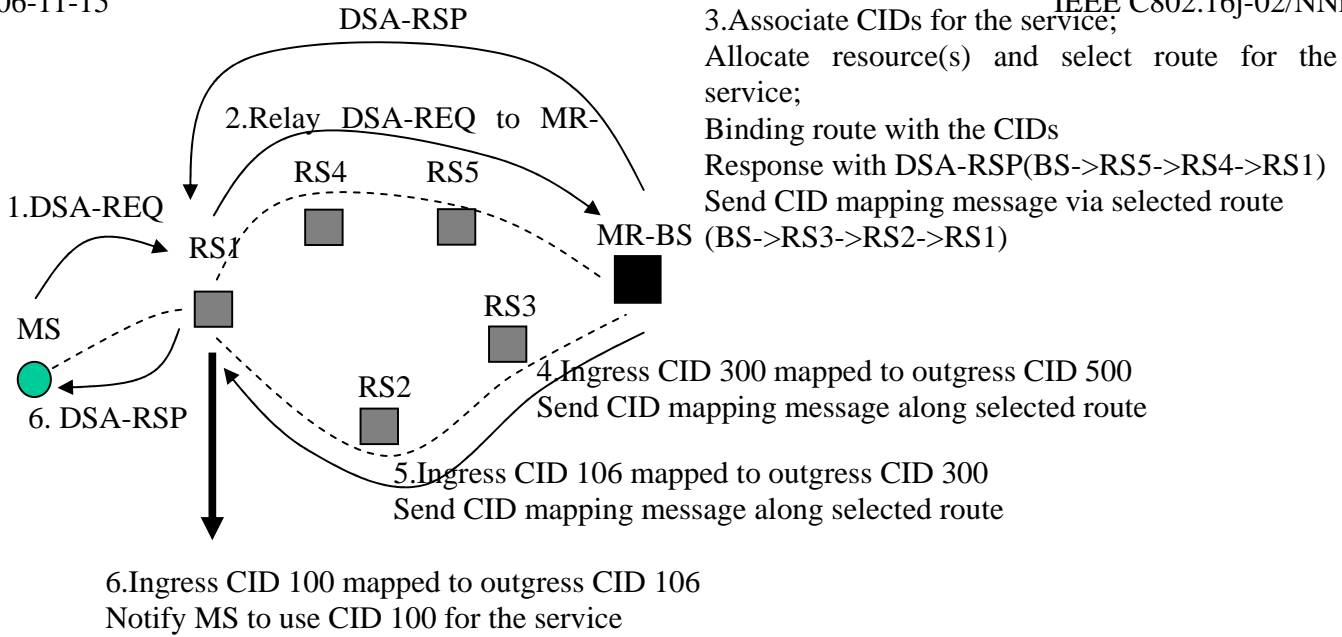 06-11-15
IEEE C802.16j-02/NN
DSA-RSP
3.Associate CIDs for the service;
Allocate resource(s) and select route for the
service;
Binding route with the CIDs
Response with DSA-RSP(BS->RS5->RS4->RS1)
Send CID mapping message via selected route
(BS->RS3->RS2->RS1)
2.Relay DSA-REQ to MR-
RS4
RS5
1.DSA-REQ
RS1
MR-BS
MS
RS3
RS2
6. DSA-RSP
4.Ingress CID 300 mapped to outgress CID 500
Send CID mapping message along selected route
5.Ingress CID 106 mapped to outgress CID 300
Send CID mapping message along selected route
6.Ingress CID 100 mapped to outgress CID 106
Notify MS to use CID 100 for the service